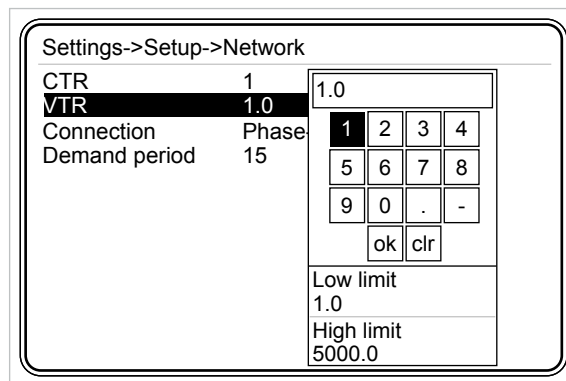 Settings->Setup->Network
CTR 1
VTR 1.0
Connection Phase-
Demand period 15
1.0
1 2 3 4
5 6 7 8
9 0 . -
ok clr
Low limit
1.0
High limit
5000.0